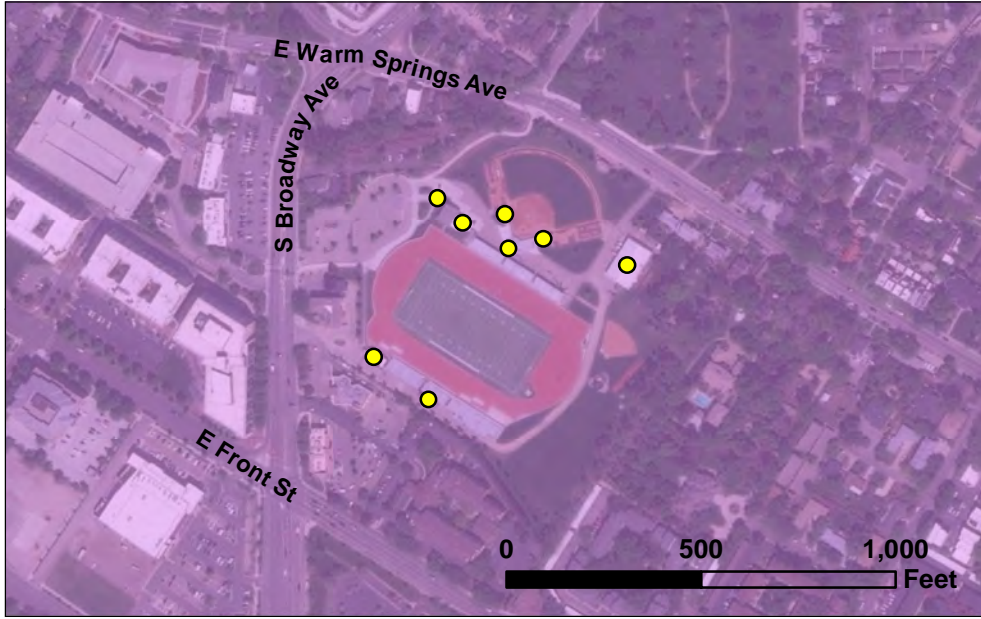 E Warm Springs Ave
S Broadway Ave
E Front St
0 500 1,000
Feet